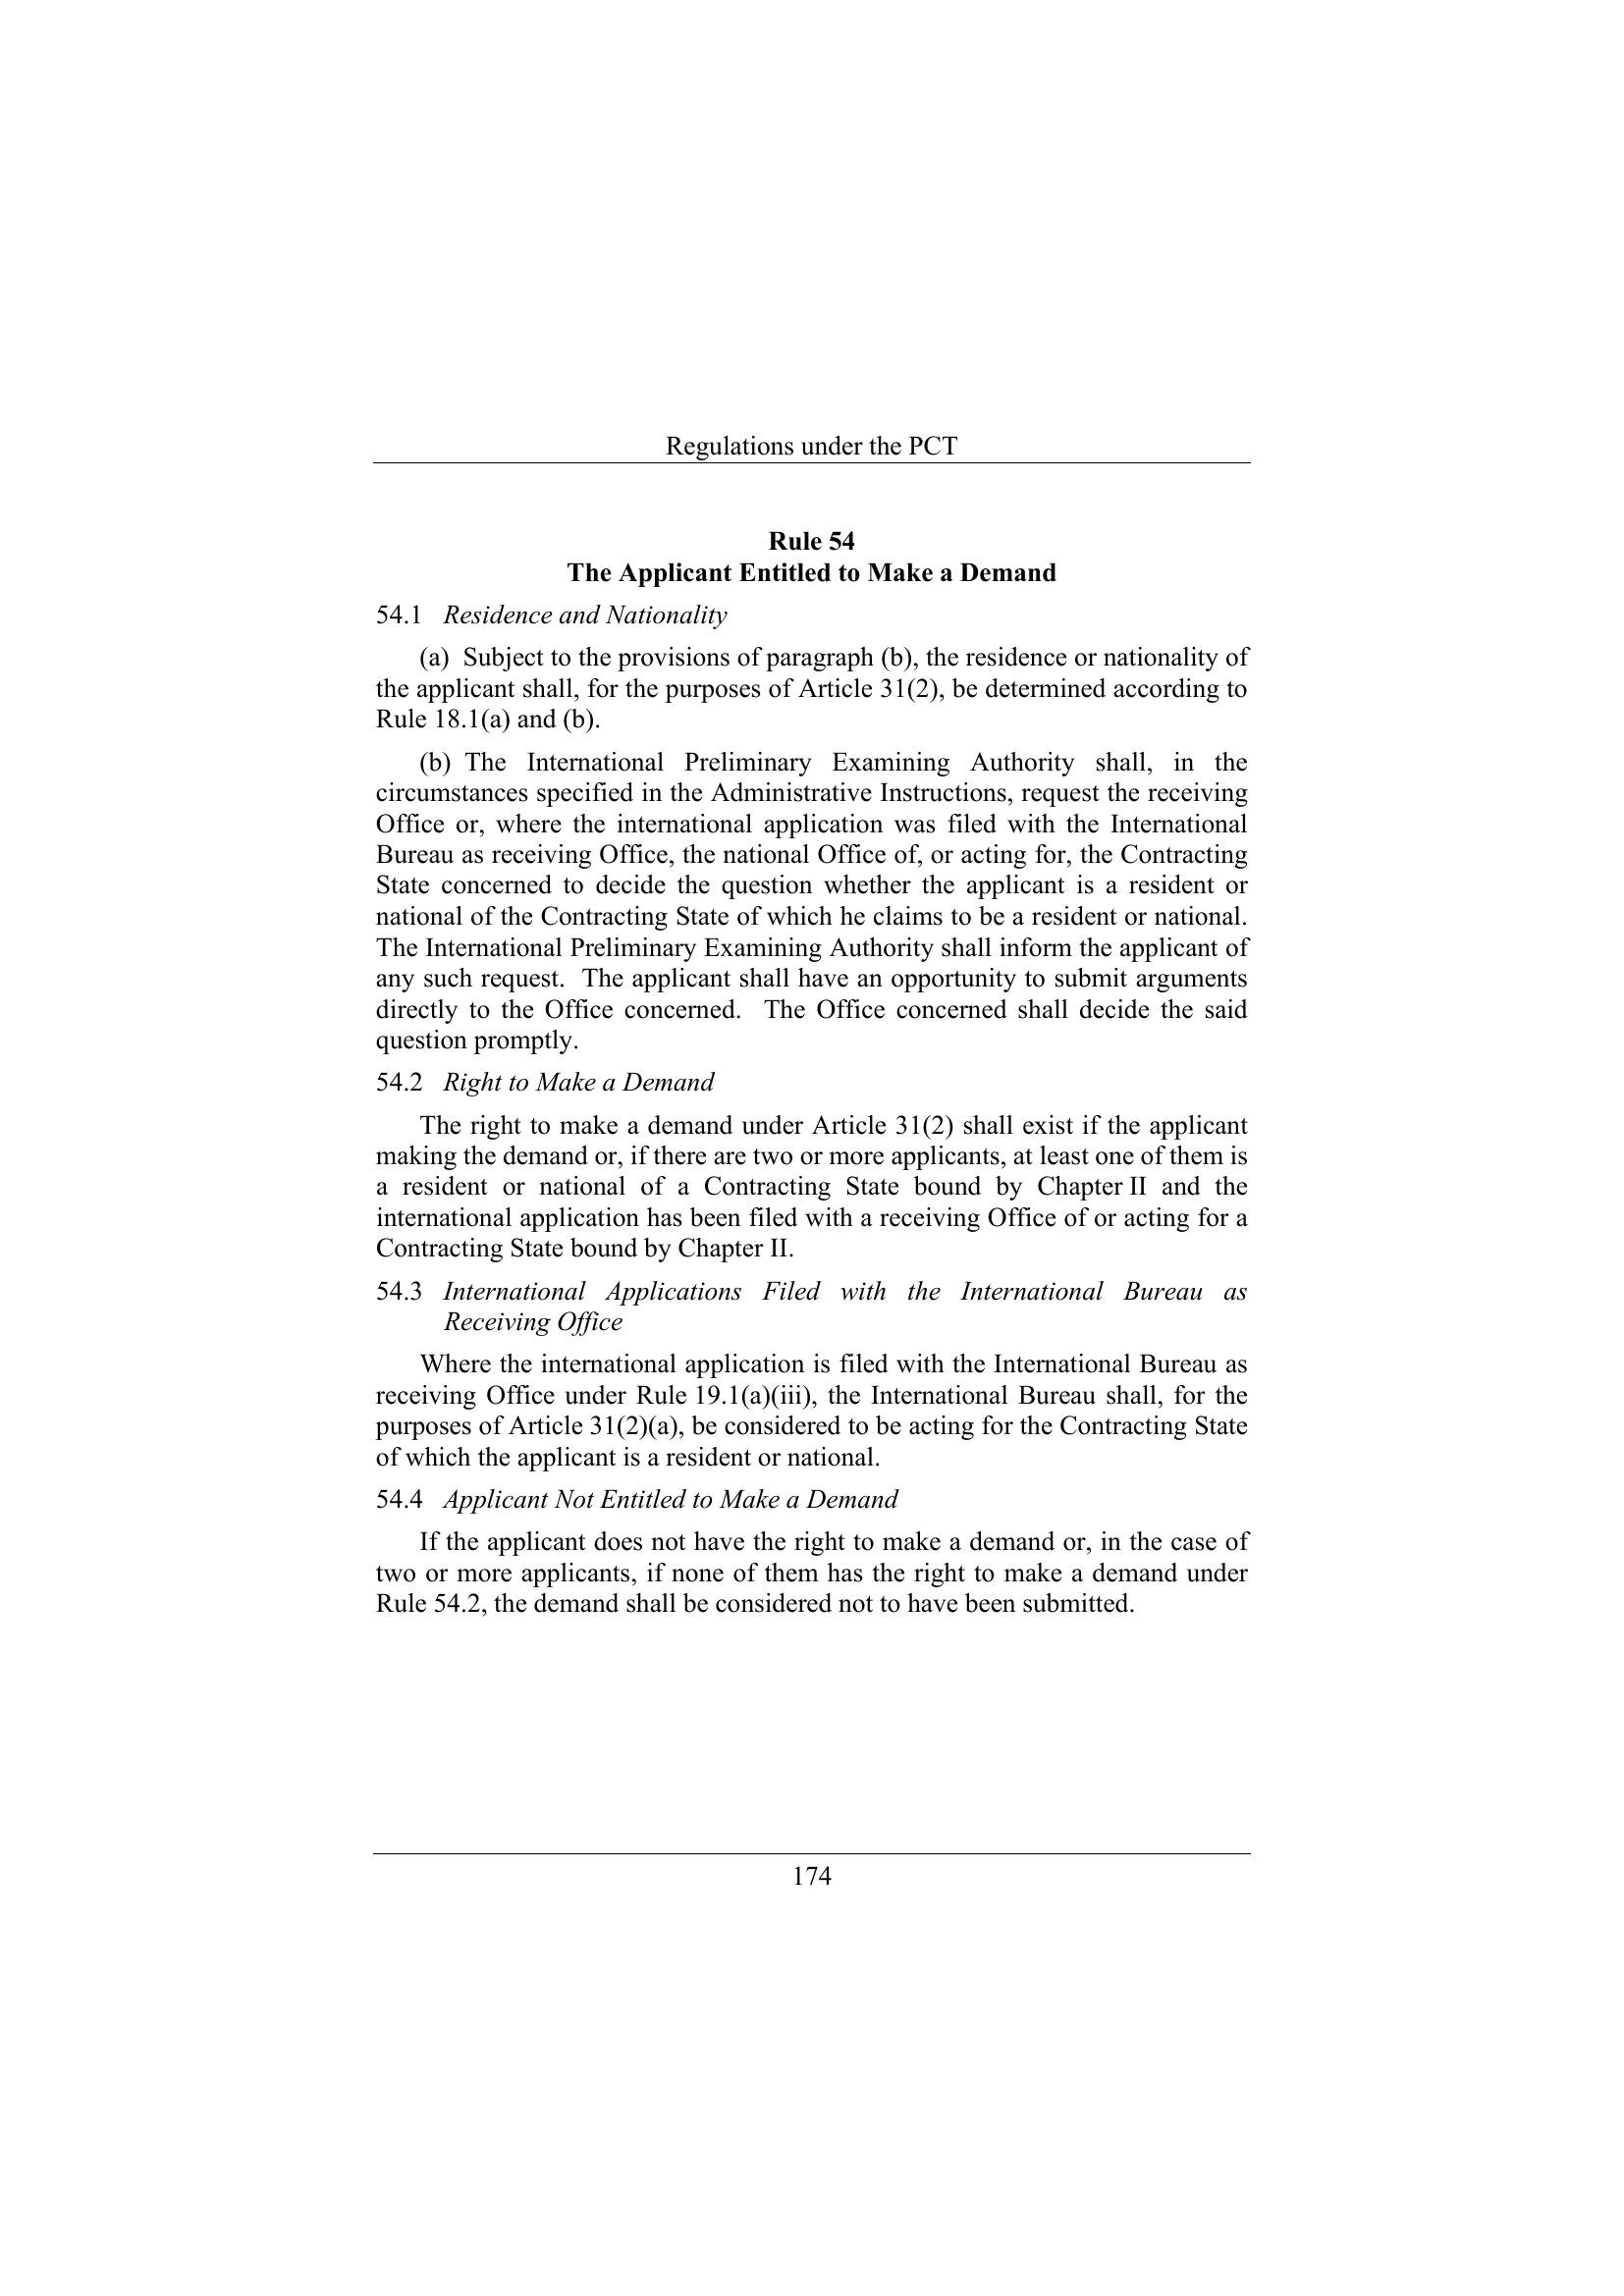 Regulations under the PCT
Rule 54
The Applicant Entitled to Make a Demand
54.1 Residence and Nationality
(a) Subject to the provisions of paragraph (b), the residence or nationality of
the applicant shall, for the purposes of Article 31(2), be determined according to
Rule 18.1(a) and (b).
(b) The International Preliminary Examining Authority shall, in the
circumstances specified in the Administrative Instructions, request the receiving
Office or, where the international application was filed with the International
Bureau as receiving Office, the national Office of, or acting for, the Contracting
State concerned to decide the question whether the applicant is a resident or
national of the Contracting State of which he claims to be a resident or national.
The International Preliminary Examining Authority shall inform the applicant of
any such request. The applicant shall have an opportunity to submit arguments
directly to the Office concerned. The Office concerned shall decide the said
question promptly.
54.2 Right to Make a Demand
The right to make a demand under Article 31(2) shall exist if the applicant
making the demand or, if there are two or more applicants, at least one of them is
a resident or national of a Contracting State bound by Chapter II and the
international application has been filed with a receiving Office of or acting for a
Contracting State bound by Chapter II.
54.3 International Applications Filed with the International Bureau as
Receiving Office
Where the international application is filed with the International Bureau as
receiving Office under Rule 19.1(a)(iii), the International Bureau shall, for the
purposes of Article 31(2)(a), be considered to be acting for the Contracting State
of which the applicant is a resident or national.
54.4 Applicant Not Entitled to Make a Demand
If the applicant does not have the right to make a demand or, in the case of
two or more applicants, if none of them has the right to make a demand under
Rule 54.2, the demand shall be considered not to have been submitted.
174